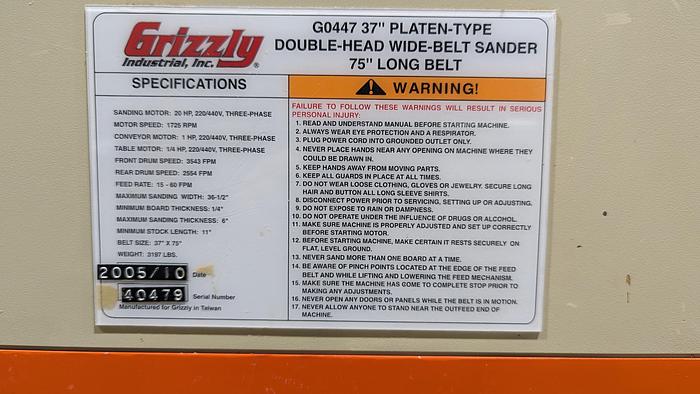 Grizzly
Industrial, Inc.®
G0447 37" PLATEN-TYPE
DOUBLE-HEAD WIDE-BELT SANDER
75" LONG BELT
SPECIFICATIONS
SANDING MOTOR: 20 HP, 220/440V, THREE-PHASE
MOTOR SPEED: 1725 RPM
CONVEYOR MOTOR: 1 HP, 220/440V, THREE-PHASE
TABLE MOTOR: 1/4 HP, 220/440V, THREE-PHASE
FRONT DRUM SPEED: 3543 FPM
REAR DRUM SPEED: 2554 FPM
FEED RATE: 15 - 60 FPM
MAXIMUM SANDING WIDTH: 36-1/2"
MINIMUM BOARD THICKNESS: 1/4"
MAXIMUM SANDING THICKNESS: 6"
MINIMUM STOCK LENGTH: 11"
BELT SIZE: 37" X 75"
WEIGHT: 3197 LBS.
2005/10 Date
40479 Serial Number
Manufactured for Grizzly in Taiwan
WARNING!
FAILURE TO FOLLOW THESE WARNINGS WILL RESULT IN SERIOUS
PERSONAL INJURY:
1. READ AND UNDERSTAND MANUAL BEFORE STARTING MACHINE.
2. ALWAYS WEAR EYE PROTECTION AND A RESPIRATOR.
3. PLUG POWER CORD INTO GROUNDED OUTLET ONLY.
4. NEVER PLACE HANDS NEAR ANY OPENING ON MACHINE WHERE THEY
COULD BE DRAWN IN.
5. KEEP HANDS AWAY FROM MOVING PARTS.
6. KEEP ALL GUARDS IN PLACE AT ALL TIMES.
7. DO NOT WEAR LOOSE CLOTHING, GLOVES OR JEWELRY. SECURE LONG
HAIR AND BUTTON ALL LONG SLEEVE SHIRTS.
8. DISCONNECT POWER PRIOR TO SERVICING, SETTING UP OR ADJUSTING.
9. DO NOT EXPOSE TO RAIN OR DAMPNESS.
10. DO NOT OPERATE UNDER THE INFLUENCE OF DRUGS OR ALCOHOL.
11. MAKE SURE MACHINE IS PROPERLY ADJUSTED AND SET UP CORRECTLY
BEFORE STARTING MOTOR.
12. BEFORE STARTING MACHINE, MAKE CERTAIN IT RESTS SECURELY ON
FLAT, LEVEL GROUND.
13. NEVER SAND MORE THAN ONE BOARD AT A TIME.
14. BE AWARE OF PINCH POINTS LOCATED AT THE EDGE OF THE FEED
BELT AND WHILE LIFTING AND LOWERING THE FEED MECHANISM.
15. MAKE SURE THE MACHINE HAS COME TO COMPLETE STOP PRIOR TO
MAKING ANY ADJUSTMENTS.
16. NEVER OPEN ANY DOORS OR PANELS WHILE THE BELT IS IN MOTION.
17. NEVER ALLOW ANYONE TO STAND NEAR THE OUTFEED END OF
MACHINE.